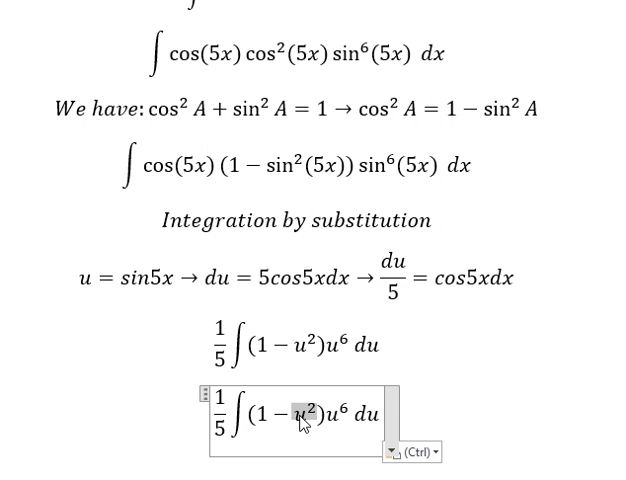 ∫ cos(5x) cos²(5x) sin⁶(5x) dx
We have: cos² A + sin² A = 1 → cos² A = 1 − sin² A
∫ cos(5x) (1 − sin²(5x)) sin⁶(5x) dx
Integration by substitution
u = sin5x → du = 5cos5xdx → du/5 = cos5xdx
1/5 ∫(1 − u²)u⁶ du
1/5 ∫(1 − u²)u⁶ du
(Ctrl)